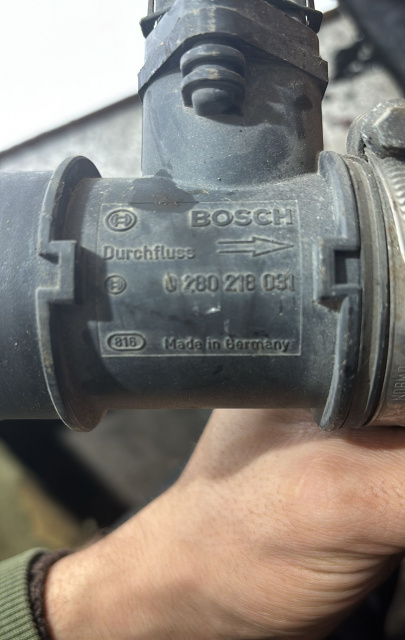 BOSCH
Durchfluss
0 280 218 031
816 Made in Germany